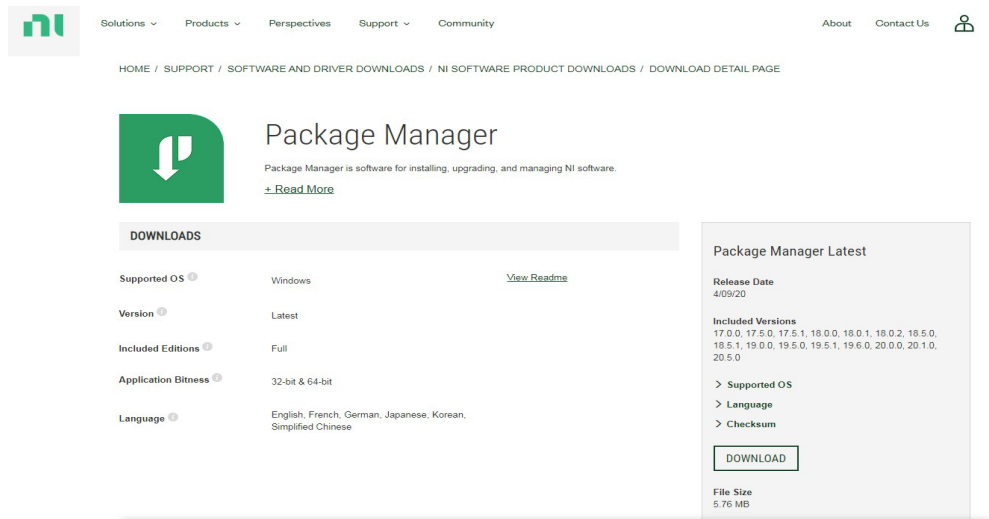 ni
Solutions Products Perspectives Support Community About Contact Us
HOME / SUPPORT / SOFTWARE AND DRIVER DOWNLOADS / NI SOFTWARE PRODUCT DOWNLOADS / DOWNLOAD DETAIL PAGE
Package Manager
Package Manager is software for installing, upgrading, and managing NI software.
+ Read More
DOWNLOADS
Supported OS Windows View Readme
Version Latest
Included Editions Full
Application Bitness 32-bit & 64-bit
Language English, French, German, Japanese, Korean,
Simplified Chinese
Package Manager Latest
Release Date
4/09/20
Included Versions
17.0.0, 17.5.0, 17.5.1, 18.0.0, 18.0.1, 18.0.2, 18.5.0,
18.5.1, 19.0.0, 19.5.0, 19.5.1, 19.6.0, 20.0.0, 20.1.0,
20.5.0
> Supported OS
> Language
> Checksum
DOWNLOAD
File Size
5.76 MB